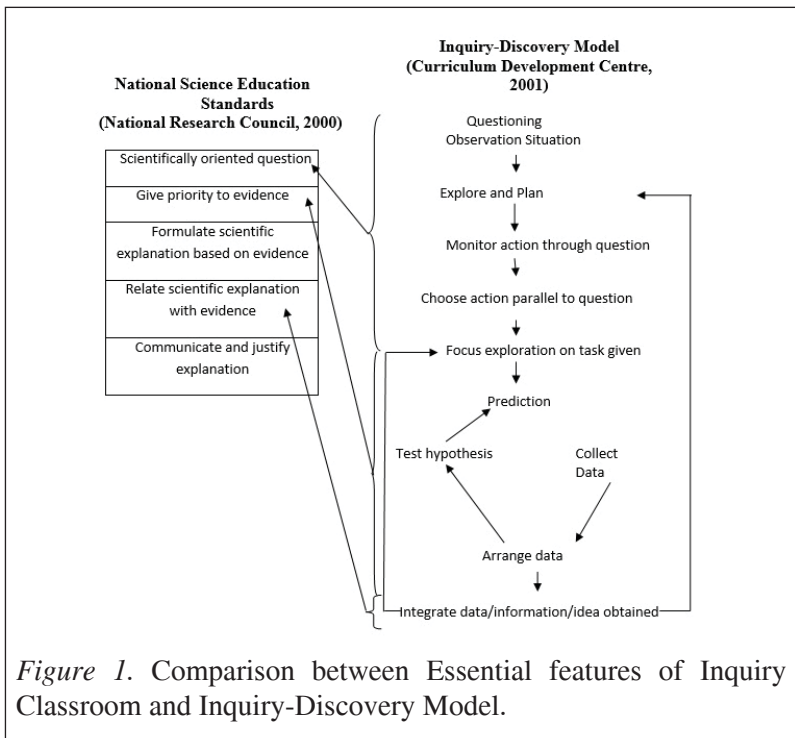 National Science Education
Standards
(National Research Council, 2000)
Scientifically oriented question
Give priority to evidence
Formulate scientific
explanation based on evidence
Relate scientific explanation
with evidence
Communicate and justify
explanation
Inquiry-Discovery Model
(Curriculum Development Centre,
2001)
Questioning
Observation Situation
Explore and Plan
Monitor action through question
Choose action parallel to question
Focus exploration on task given
Prediction
Test hypothesis
Collect
Data
Arrange data
Integrate data/information/idea obtained
Figure 1. Comparison between Essential features of Inquiry
Classroom and Inquiry-Discovery Model.